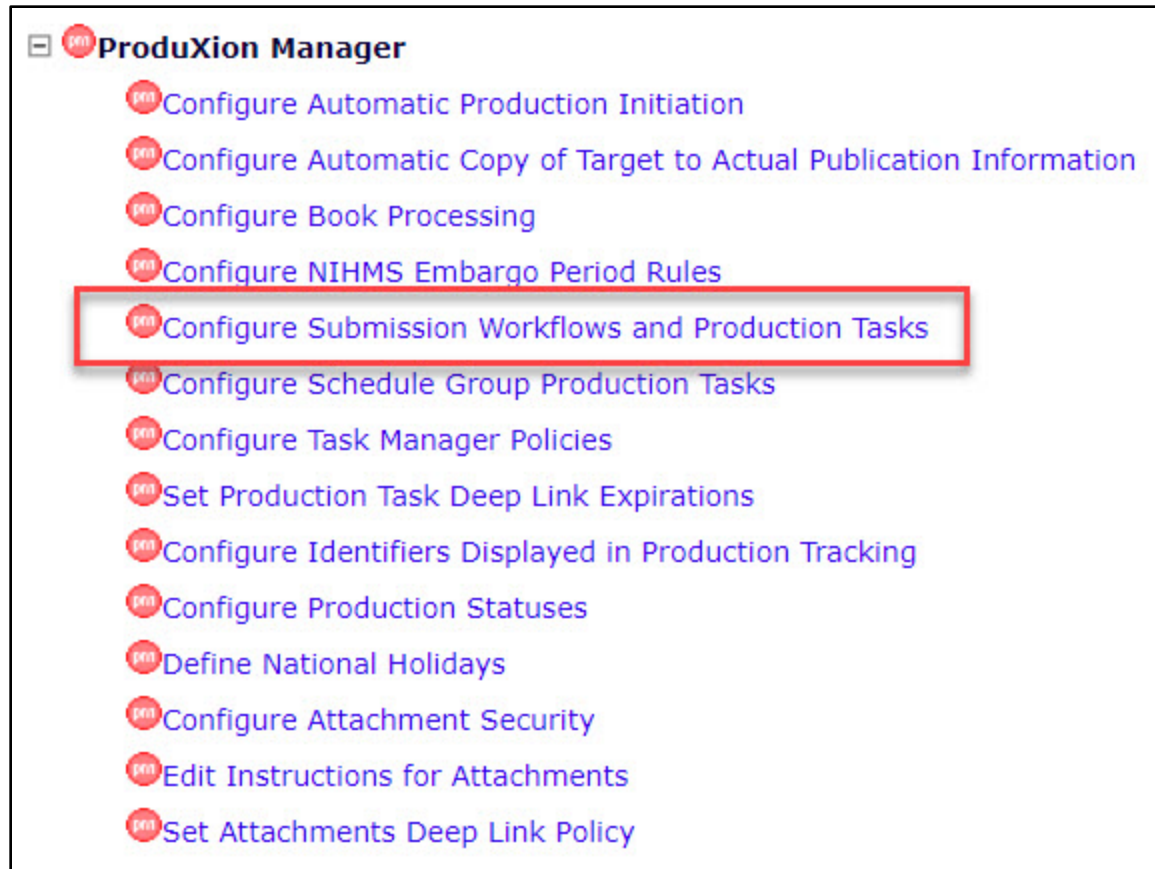 ProduXion Manager
Configure Automatic Production Initiation
Configure Automatic Copy of Target to Actual Publication Information
Configure Book Processing
Configure NIHMS Embargo Period Rules
Configure Submission Workflows and Production Tasks
Configure Schedule Group Production Tasks
Configure Task Manager Policies
Set Production Task Deep Link Expirations
Configure Identifiers Displayed in Production Tracking
Configure Production Statuses
Define National Holidays
Configure Attachment Security
Edit Instructions for Attachments
Set Attachments Deep Link Policy